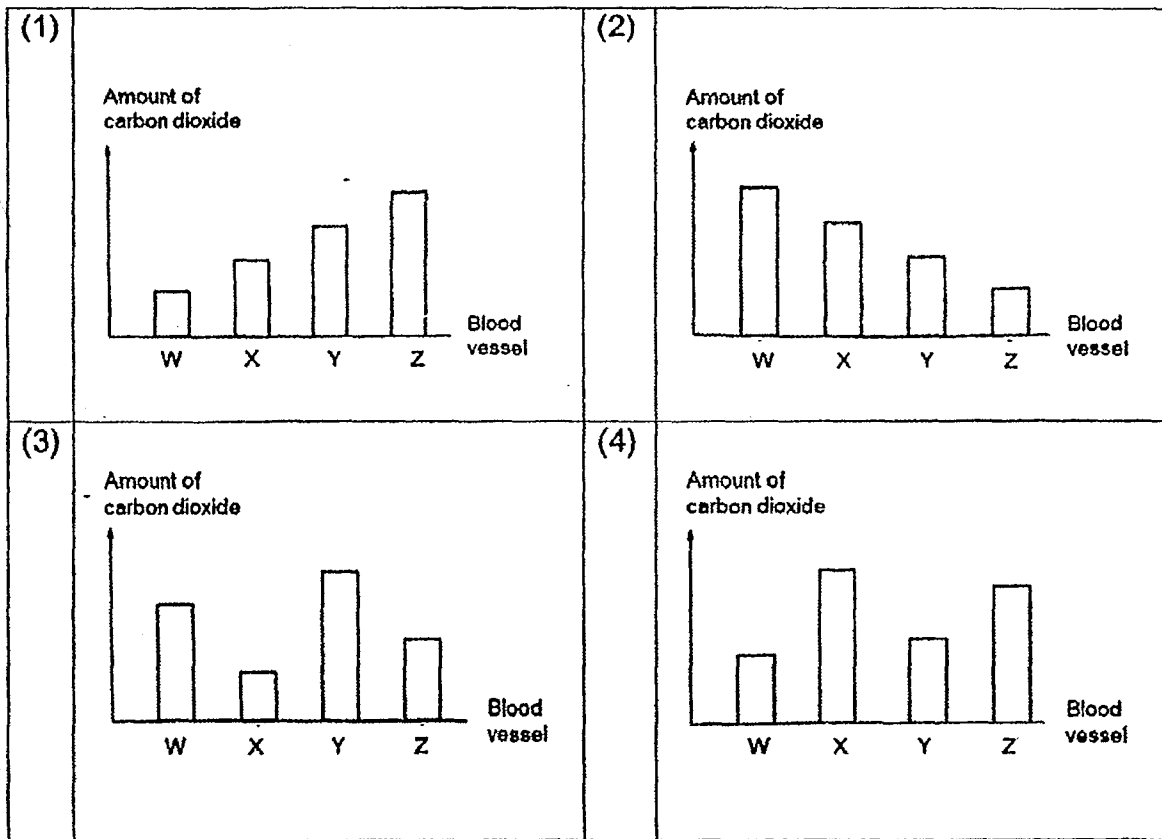 (1)
Amount of
carbon dioxide
Blood
vessel
W X Y Z
(2)
Amount of
carbon dioxide
Blood
vessel
W X Y Z
(3)
Amount of
carbon dioxide
Blood
vessel
W X Y Z
(4)
Amount of
carbon dioxide
Blood
vessel
W X Y Z